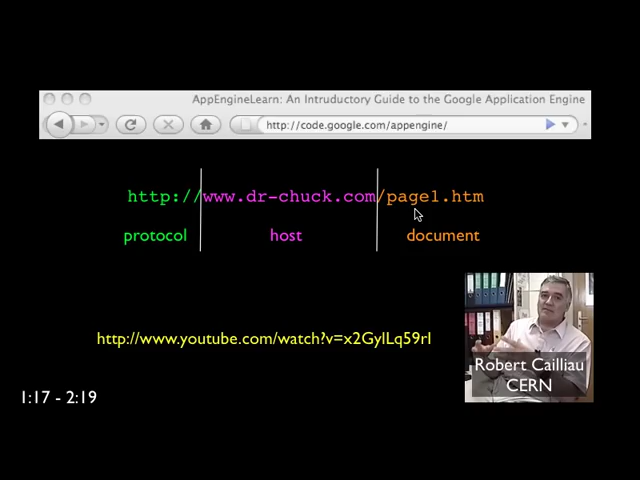 AppEngineLearn: An Intruductory Guide to the Google Application Engine
http://code.google.com/appengine/
http://www.dr-chuck.com/page1.htm
protocol host document
http://www.youtube.com/watch?v=x2GylLq59rI
Robert Cailliau
CERN
1:17 - 2:19